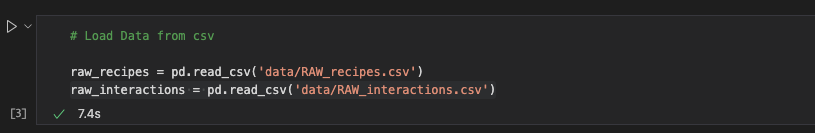 # Load Data from csv
raw_recipes = pd.read_csv('data/RAW_recipes.csv')
raw_interactions = pd.read_csv('data/RAW_interactions.csv')
[3]
7.4s